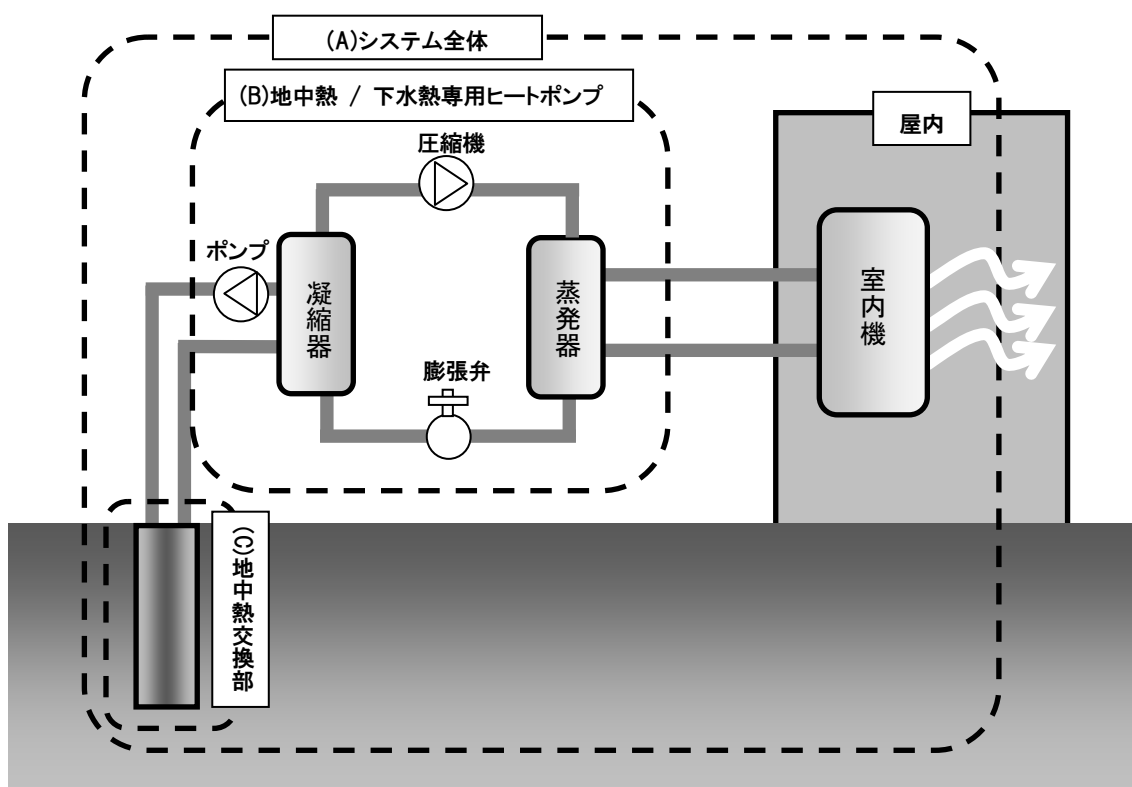 (A)システム全体
(B)地中熱 / 下水熱専用ヒートポンプ
屋内
圧縮機
ポンプ
凝縮器
蒸発器
室内機
膨張弁
(C)地中熱交換部